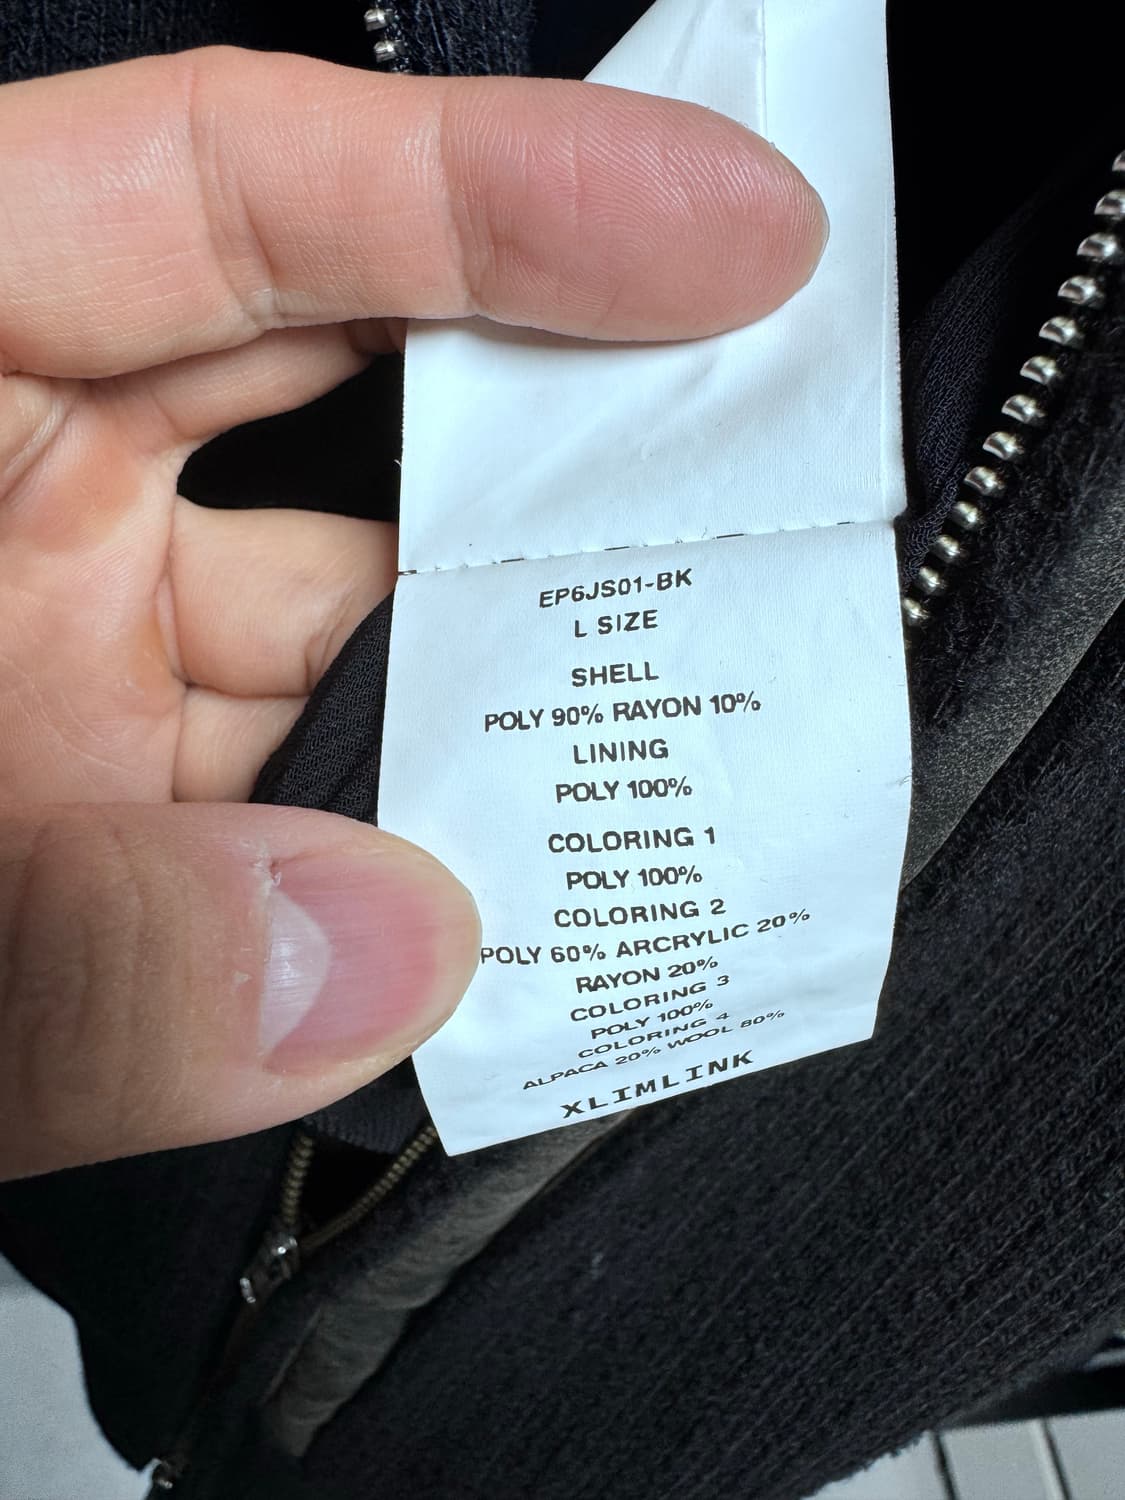 EP6JS01-BK
L SIZE
SHELL
POLY 90% RAYON 10%
LINING
POLY 100%
COLORING 1
POLY 100%
COLORING 2
POLY 60% ARCRYLIC 20%
RAYON 20%
COLORING 3
POLY 100%
COLORING 4
ALPACA 20% WOOL 80%
XLIMLINK